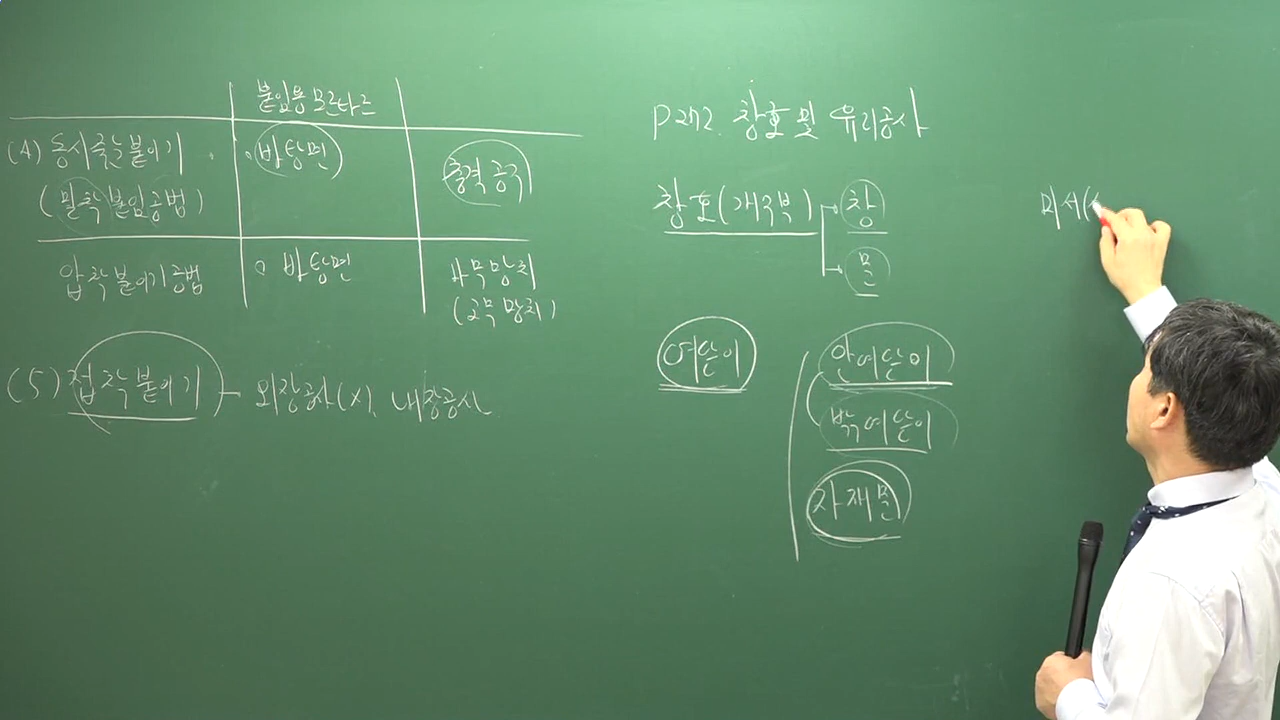 붙임용 모르타르
(4) 동시줄눈붙이기 · 바탕면 충격공구
(밀착붙임공법)
압착붙이기공법 바탕면 나무망치
(고무망치)
(5) 접착붙이기 - 외장공사(X), 내장공사
P272. 창호 및 유리공사
창호(개구부) 창
문
여닫이
안여닫이
밖여닫이
자재문
미서(